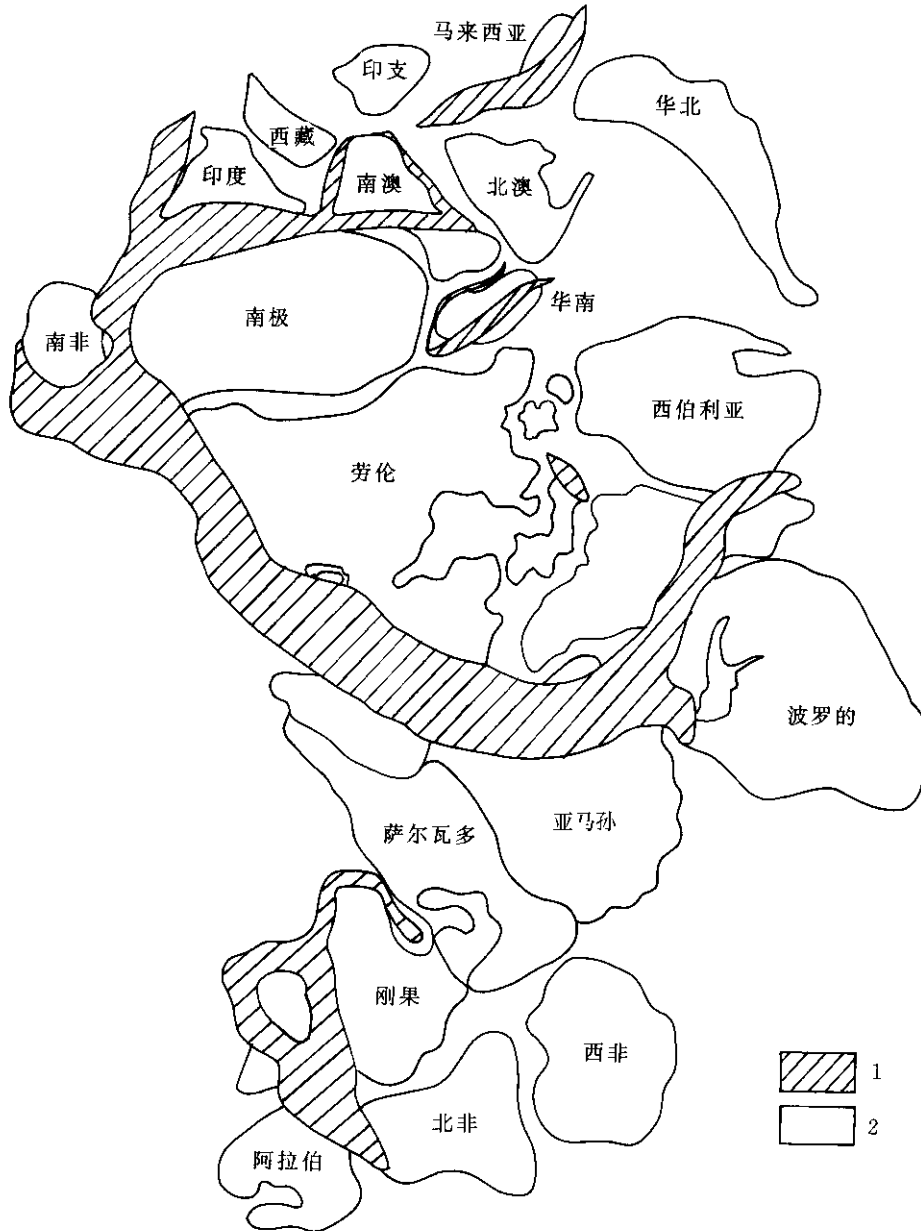 马来西亚
印支
华北
西藏
印度
南澳
北澳
南极
华南
南非
西伯利亚
劳伦
波罗的
萨尔瓦多
亚马孙
刚果
西非
1
2
北非
阿拉伯